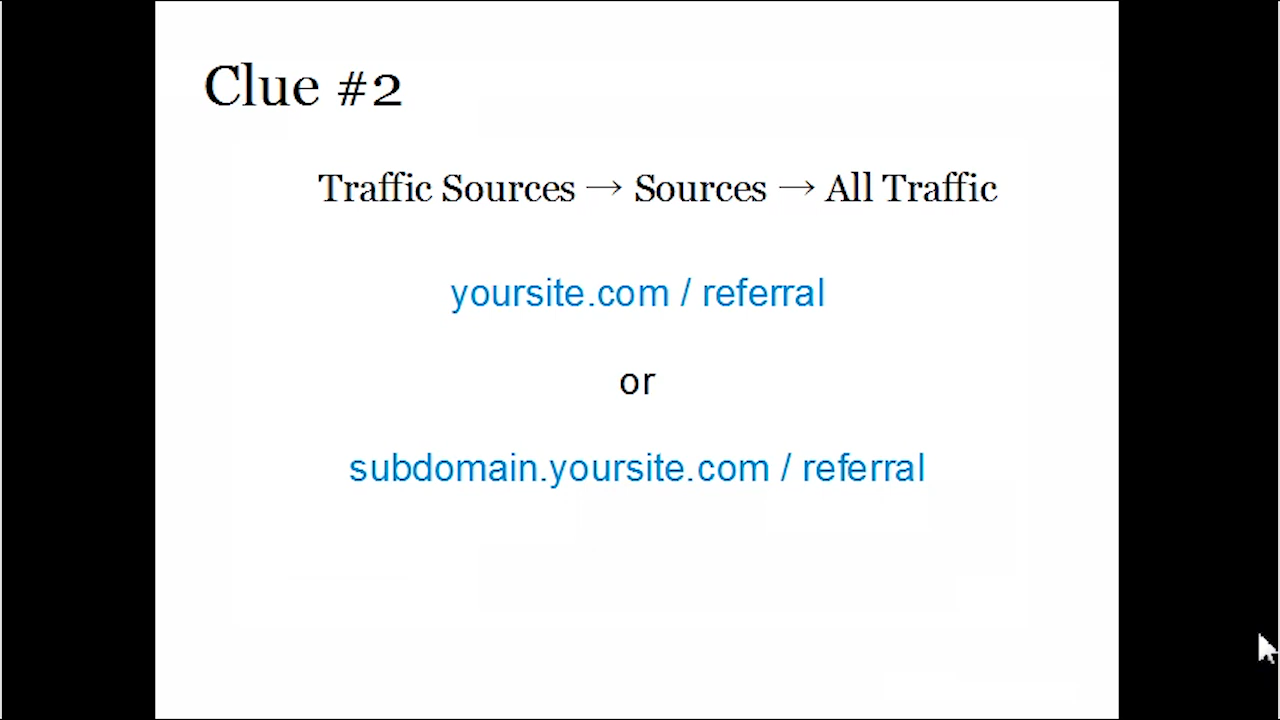 Clue #2
Traffic Sources → Sources → All Traffic
yoursite.com / referral
or
subdomain.yoursite.com / referral